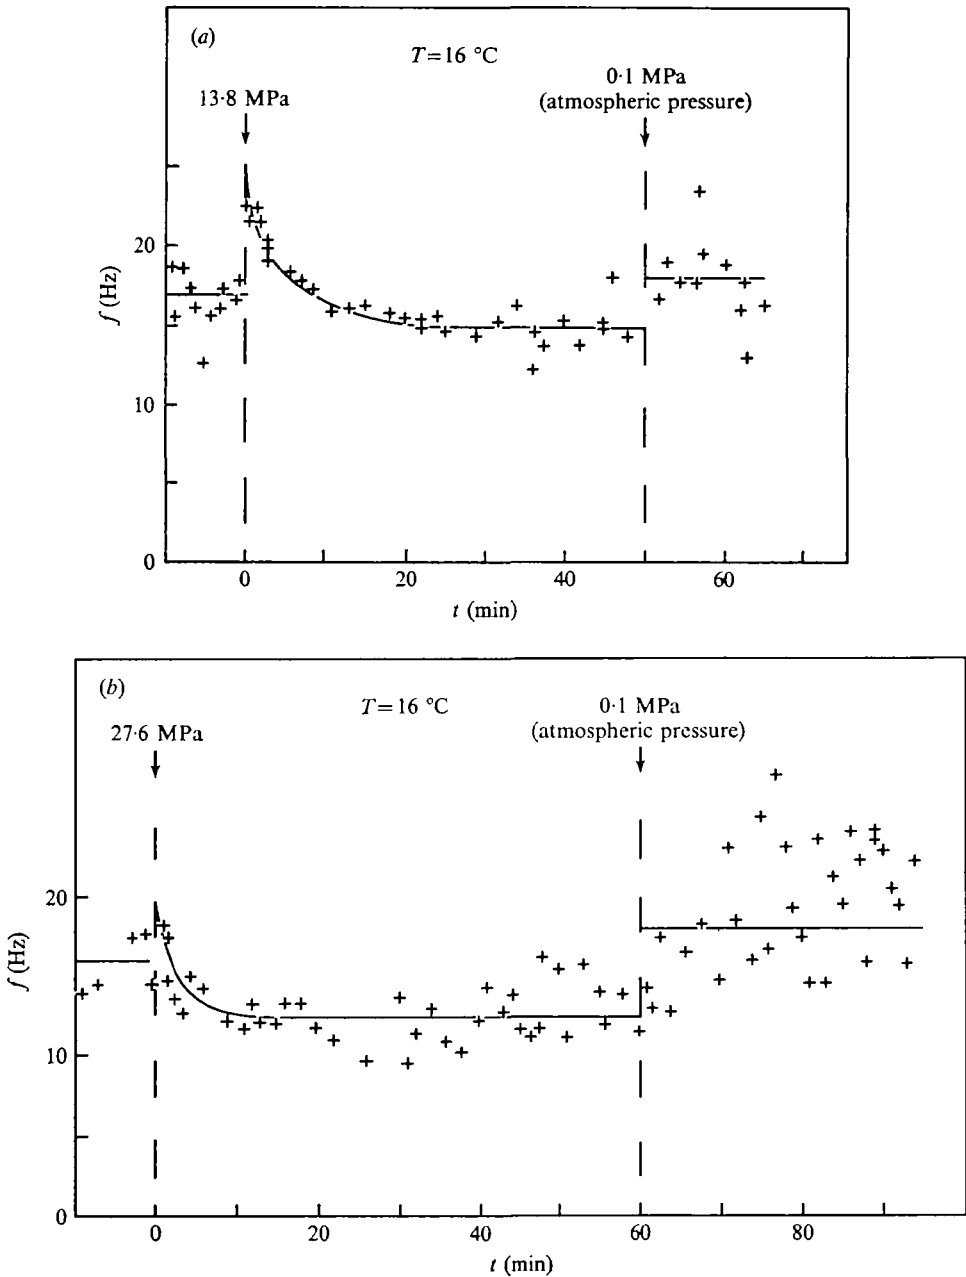 (a)
T=16 °C
13·8 MPa
0·1 MPa
(atmospheric pressure)
20
10
0
f (Hz)
0 20 40 60
t (min)
(b)
T=16 °C
27·6 MPa
0·1 MPa
(atmospheric pressure)
20
10
0
f (Hz)
0 20 40 60 80
t (min)